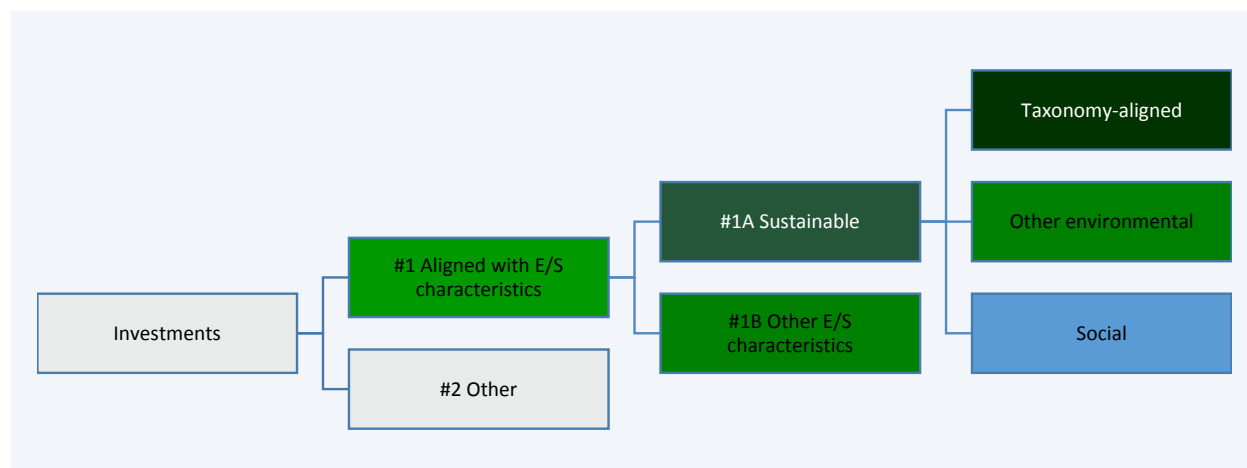 Taxonomy-aligned
#1A Sustainable
Other environmental
#1 Aligned with E/S
characteristics
Investments
#1B Other E/S
characteristics
Social
#2 Other